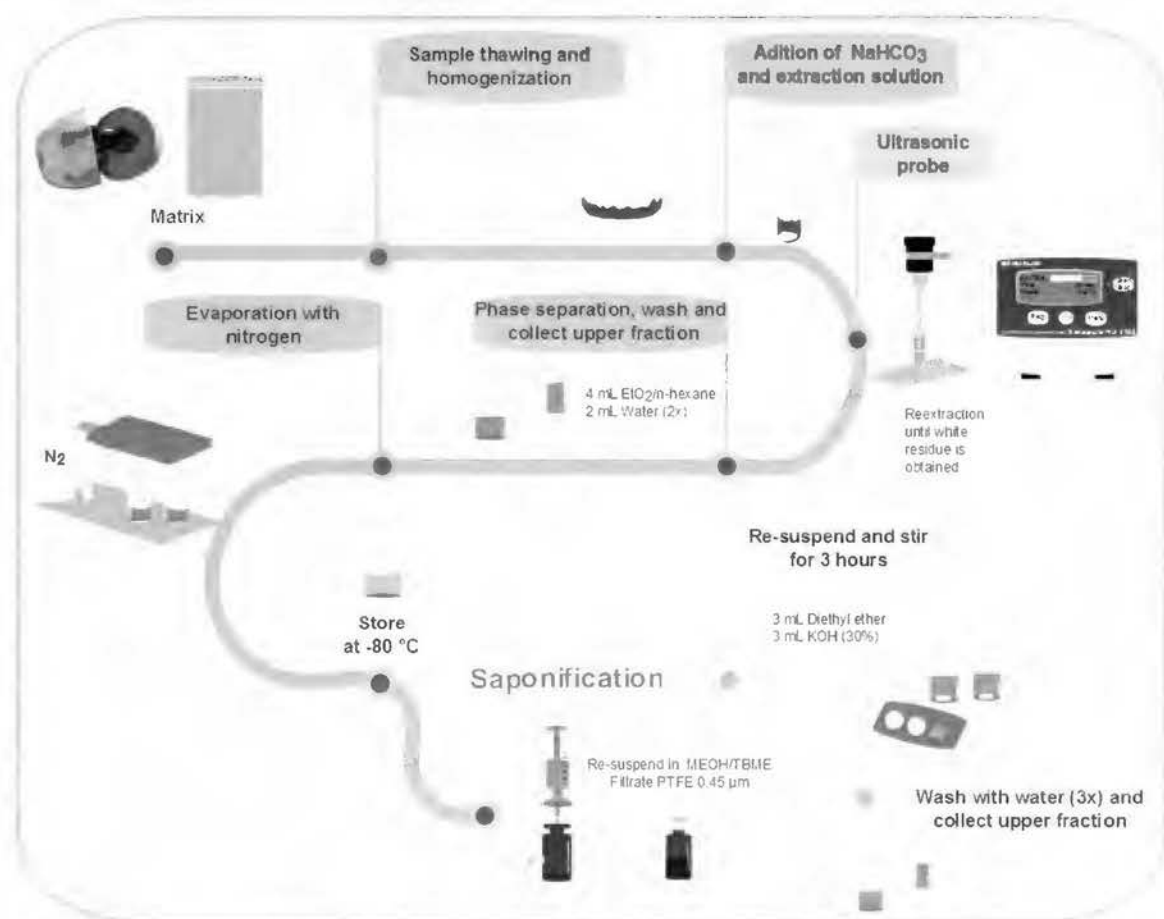 Sample thawing and
homogenization
Adition of NaHCO3
and extraction solution
Ultrasonic
probe
Matrix
Evaporation with
nitrogen
Phase separation, wash and
collect upper fraction
4 mL EtO2/n-hexane
2 mL Water (2x)
Reextraction
until white
residue is
obtained
N2
Re-suspend and stir
for 3 hours
3 mL Diethyl ether
3 mL KOH (30%)
Store
at -80 °C
Saponification
Re-suspend in MEOH/TBME
Filtrate PTFE 0.45 µm
Wash with water (3x) and
collect upper fraction